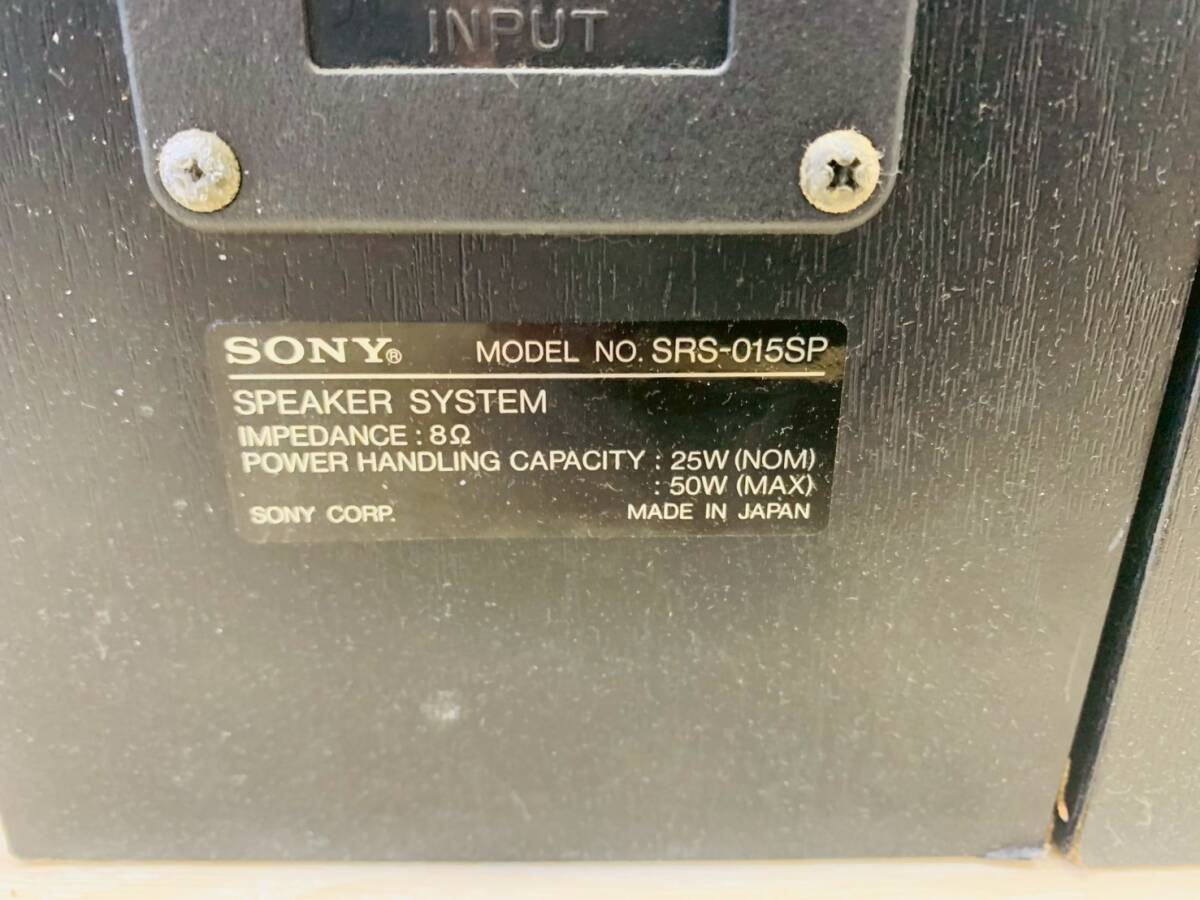 INPUT
SONY® MODEL NO. SRS-015SP
SPEAKER SYSTEM
IMPEDANCE : 8Ω
POWER HANDLING CAPACITY : 25W (NOM)
: 50W (MAX)
SONY CORP. MADE IN JAPAN